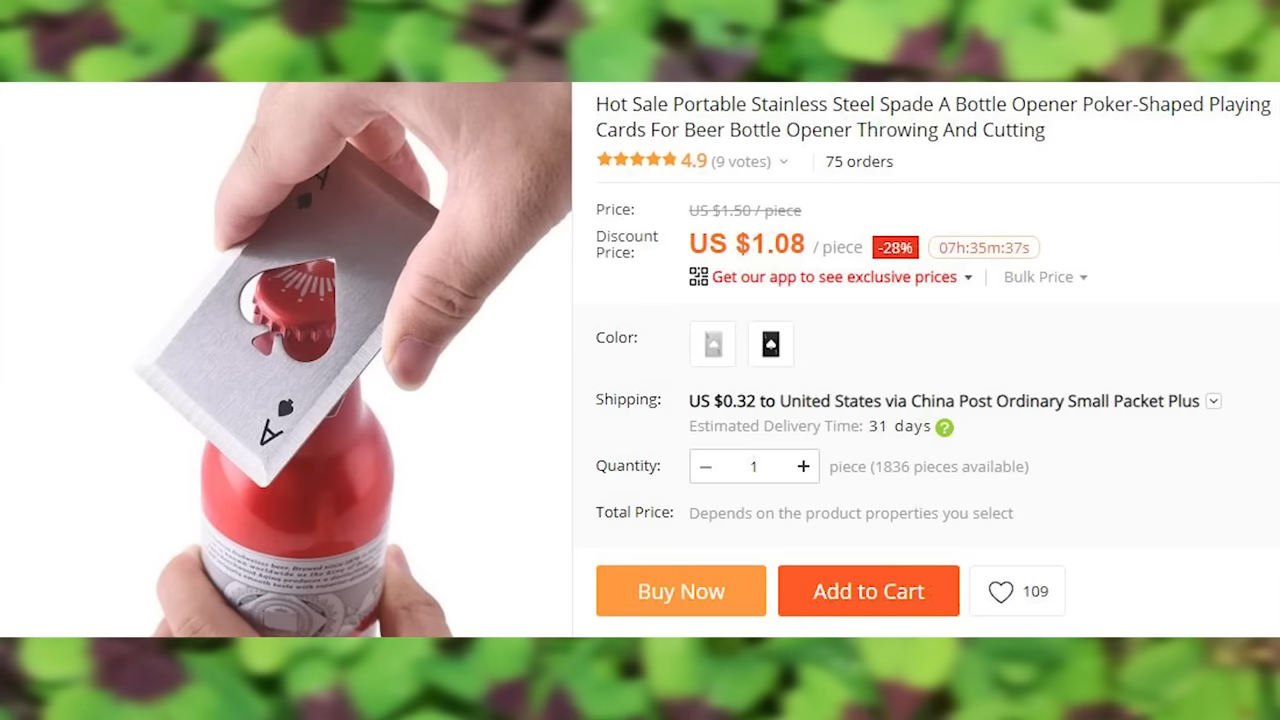 Hot Sale Portable Stainless Steel Spade A Bottle Opener Poker-Shaped Playing
Cards For Beer Bottle Opener Throwing And Cutting
4.9 (9 votes) 75 orders
Price: US $1.50 / piece
Discount
Price: US $1.08 / piece -28% 07h:35m:37s
Get our app to see exclusive prices Bulk Price
Color:
Shipping: US $0.32 to United States via China Post Ordinary Small Packet Plus
Estimated Delivery Time: 31 days ?
Quantity: 1 piece (1836 pieces available)
Total Price: Depends on the product properties you select
Buy Now Add to Cart 109
A
A